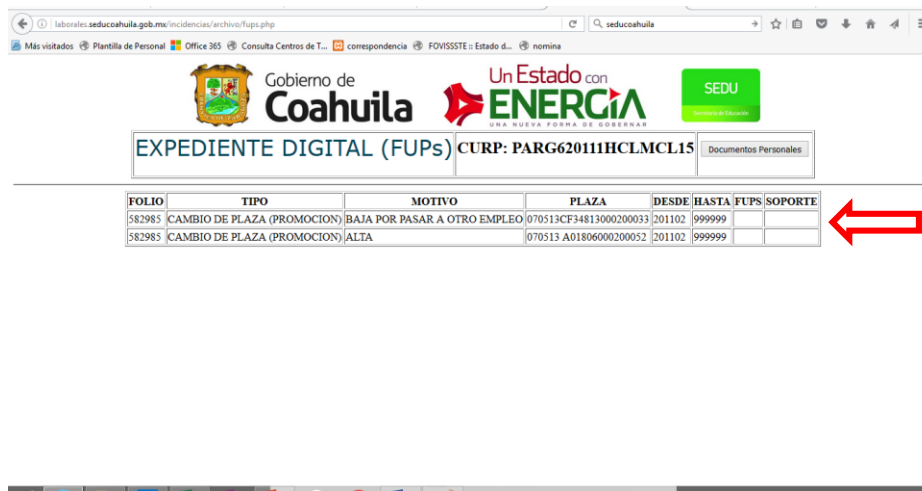 laborales.seducoahuila.gob.mx/incidencias/archivo/fups.php
seducoahuila
Más visitados Plantilla de Personal Office 365 Consulta Centros de T... correspondencia FOVISSSTE :: Estado d... nomina
Gobierno de
Coahuila
Un Estado con
ENERGÍA
UNA NUEVA FORMA DE GOBERNAR
SEDU
Secretaría de Educación
EXPEDIENTE DIGITAL (FUPs) CURP: PARG620111HCLMCL15 Documentos Personales
FOLIO TIPO MOTIVO PLAZA DESDE HASTA FUPS SOPORTE
582985 CAMBIO DE PLAZA (PROMOCION) BAJA POR PASAR A OTRO EMPLEO 070513CF34813000200033 201102 999999
582985 CAMBIO DE PLAZA (PROMOCION) ALTA 070513 A01806000200052 201102 999999